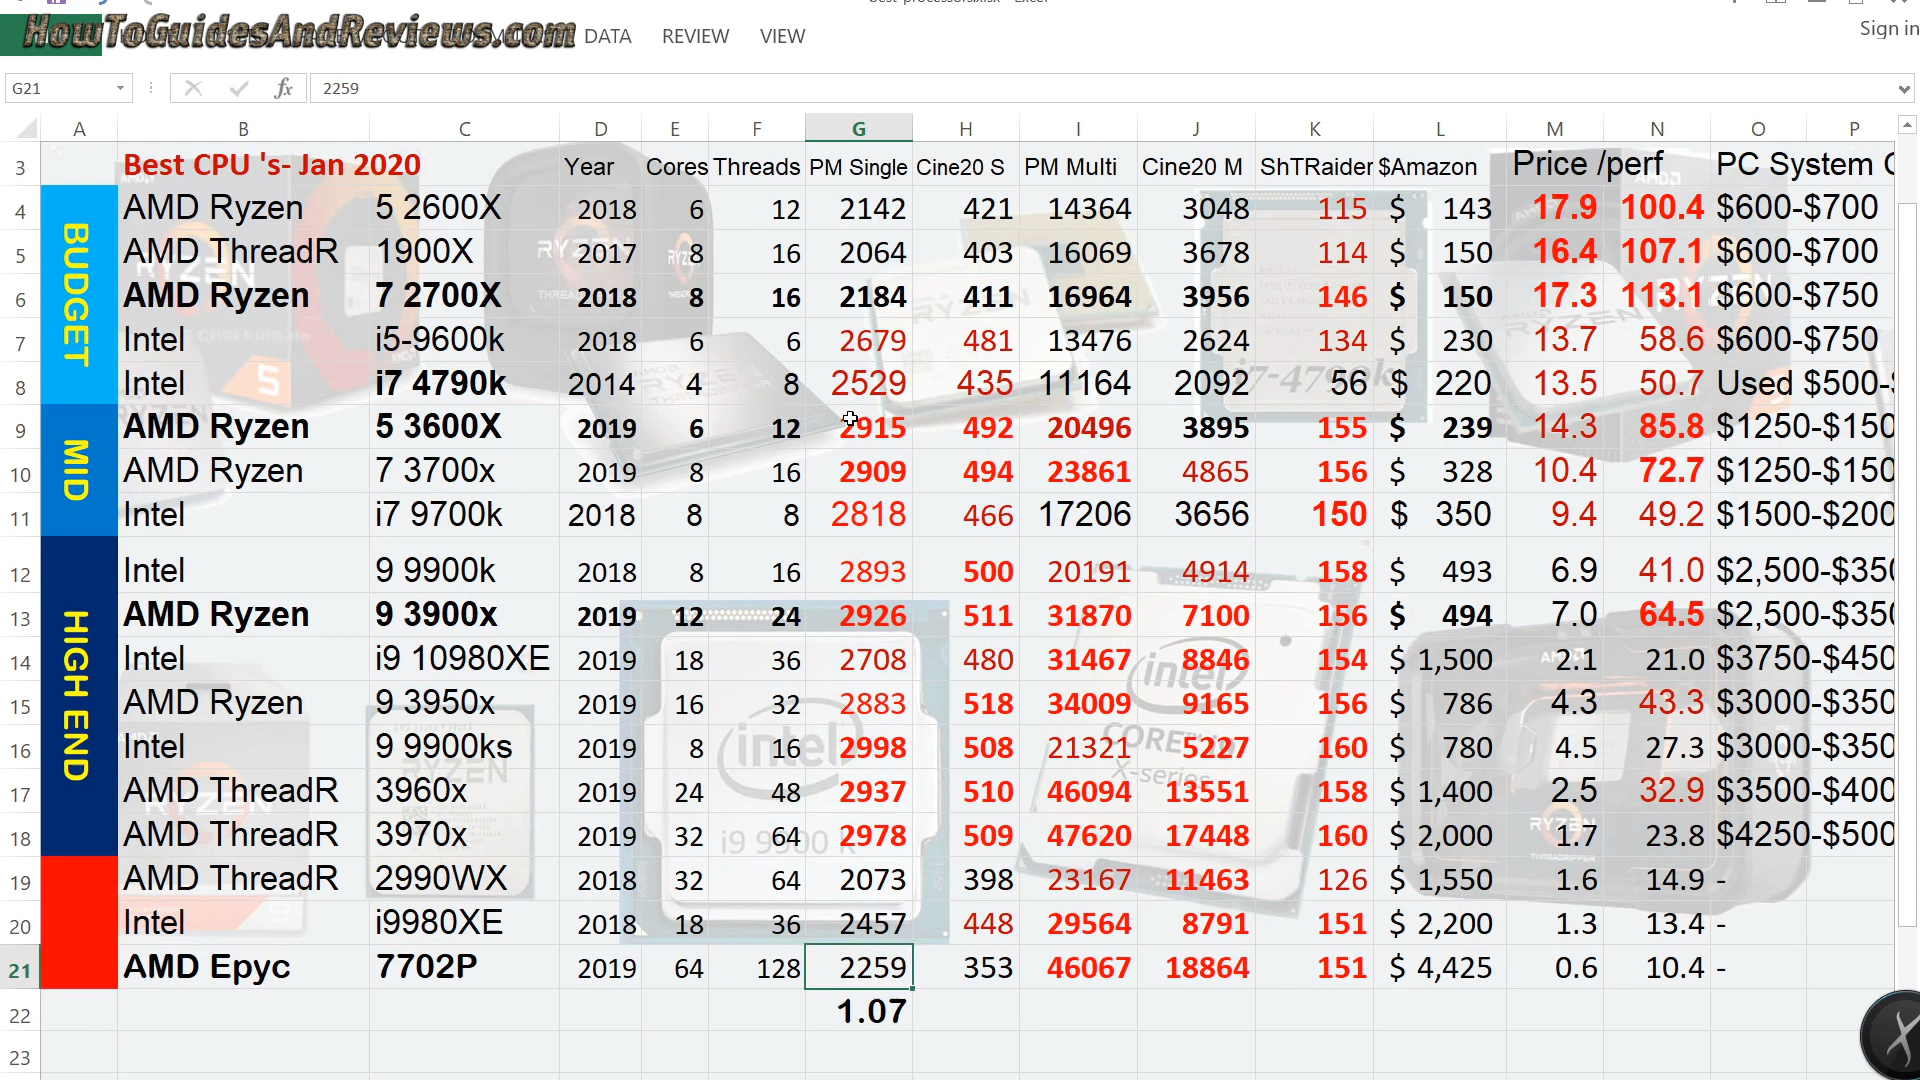 HowToGuidesAndReviews.com DATA REVIEW VIEW
Sign in
G21 fx 2259
A B C D E F G H I J K L M N O P
3 Best CPU 's- Jan 2020 Year Cores Threads PM Single Cine20 S PM Multi Cine20 M ShTRaider $Amazon Price /perf PC System C
BUDGET
4 AMD Ryzen 5 2600X 2018 6 12 2142 421 14364 3048 115 $ 143 17.9 100.4 $600-$700
5 AMD ThreadR 1900X 2017 8 16 2064 403 16069 3678 114 $ 150 16.4 107.1 $600-$700
6 AMD Ryzen 7 2700X 2018 8 16 2184 411 16964 3956 146 $ 150 17.3 113.1 $600-$750
7 Intel i5-9600k 2018 6 6 2679 481 13476 2624 134 $ 230 13.7 58.6 $600-$750
8 Intel i7 4790k 2014 4 8 2529 435 11164 2092 56 $ 220 13.5 50.7 Used $500-$
MID
9 AMD Ryzen 5 3600X 2019 6 12 2915 492 20496 3895 155 $ 239 14.3 85.8 $1250-$150
10 AMD Ryzen 7 3700x 2019 8 16 2909 494 23861 4865 156 $ 328 10.4 72.7 $1250-$150
11 Intel i7 9700k 2018 8 8 2818 466 17206 3656 150 $ 350 9.4 49.2 $1500-$200
HIGH END
12 Intel 9 9900k 2018 8 16 2893 500 20191 4914 158 $ 493 6.9 41.0 $2,500-$350
13 AMD Ryzen 9 3900x 2019 12 24 2926 511 31870 7100 156 $ 494 7.0 64.5 $2,500-$350
14 Intel i9 10980XE 2019 18 36 2708 480 31467 8846 154 $ 1,500 2.1 21.0 $3750-$450
15 AMD Ryzen 9 3950x 2019 16 32 2883 518 34009 9165 156 $ 786 4.3 43.3 $3000-$350
16 Intel 9 9900ks 2019 8 16 2998 508 21321 5227 160 $ 780 4.5 27.3 $3000-$350
17 AMD ThreadR 3960x 2019 24 48 2937 510 46094 13551 158 $ 1,400 2.5 32.9 $3500-$400
18 AMD ThreadR 3970x 2019 32 64 2978 509 47620 17448 160 $ 2,000 1.7 23.8 $4250-$500
19 AMD ThreadR 2990WX 2018 32 64 2073 398 23167 11463 126 $ 1,550 1.6 14.9 -
20 Intel i9980XE 2018 18 36 2457 448 29564 8791 151 $ 2,200 1.3 13.4 -
21 AMD Epyc 7702P 2019 64 128 2259 353 46067 18864 151 $ 4,425 0.6 10.4 -
22 1.07
23